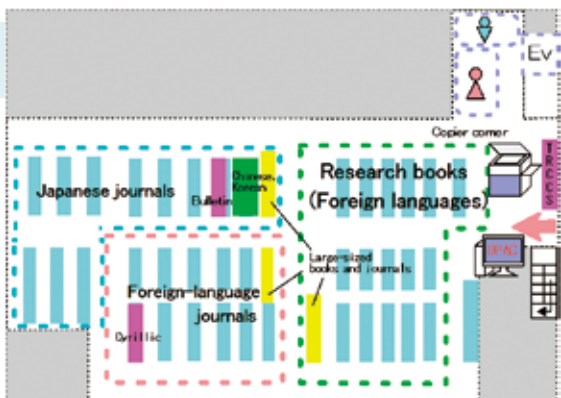 Ev
Copier corner
TRCCS
Japanese journals
Bulletin
Chinese,
Korean
Research books
(Foreign languages)
OPAC
Large-sized
books and journals
Foreign-language
journals
Cyrillic